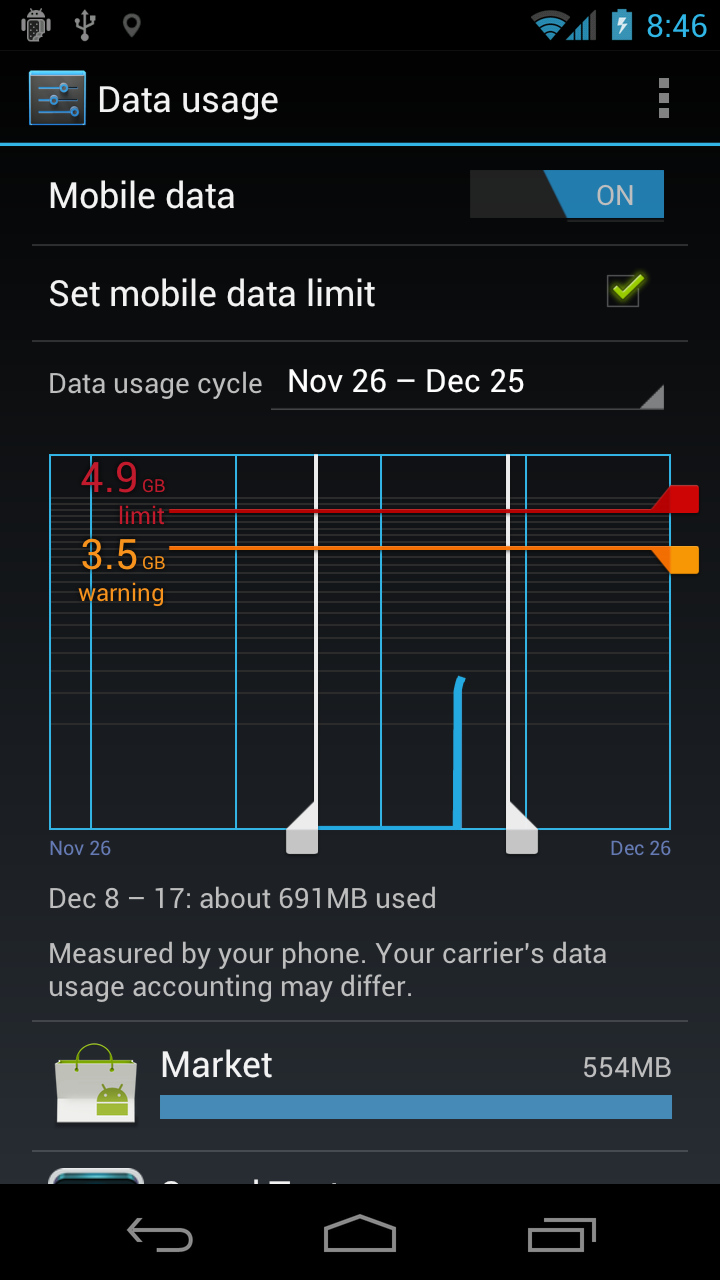 8:46
Data usage
Mobile data
ON
Set mobile data limit
Data usage cycle Nov 26 – Dec 25
4.9 GB
limit
3.5 GB
warning
Nov 26 Dec 26
Dec 8 – 17: about 691MB used
Measured by your phone. Your carrier's data
usage accounting may differ.
Market 554MB